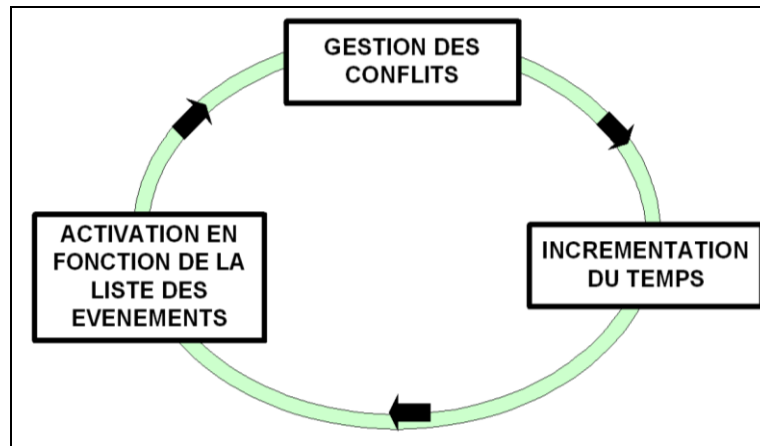 GESTION DES
CONFLITS
INCREMENTATION
DU TEMPS
ACTIVATION EN
FONCTION DE LA
LISTE DES
EVENEMENTS